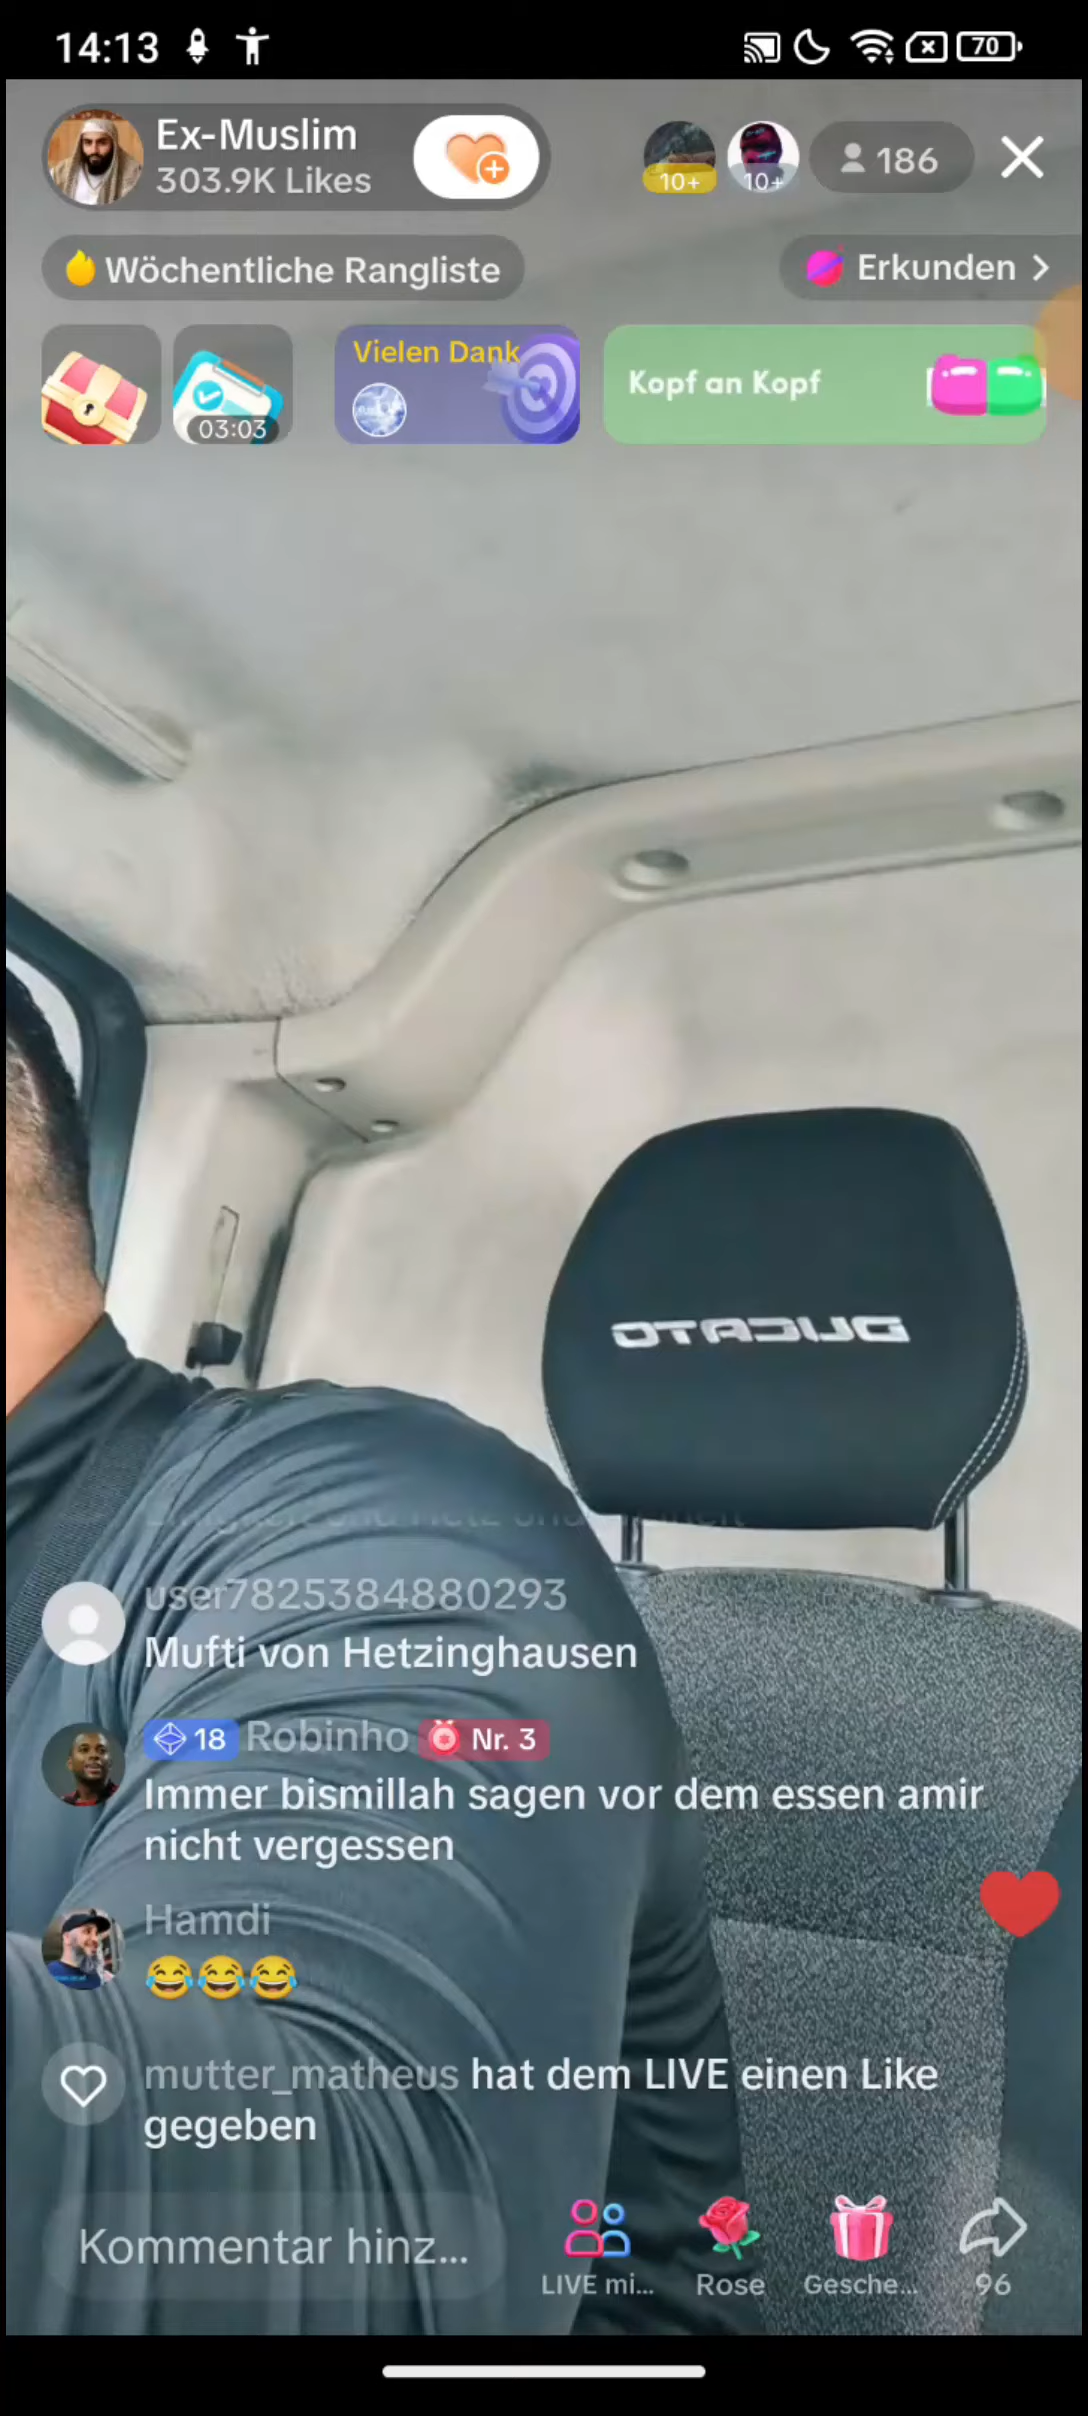 14:13
70
Ex-Muslim
303.9K Likes
10+
10+
186
Wöchentliche Rangliste
Erkunden
03:03
Vielen Dank
Kopf an Kopf
DUCATO
user7825384880293
Mufti von Hetzinghausen
18 Robinho Nr. 3
Immer bismillah sagen vor dem essen amir
nicht vergessen
Hamdi
😂😂😂
mutter_matheus hat dem LIVE einen Like
gegeben
Kommentar hinz...
LIVE mi...
Rose
Gesche...
96